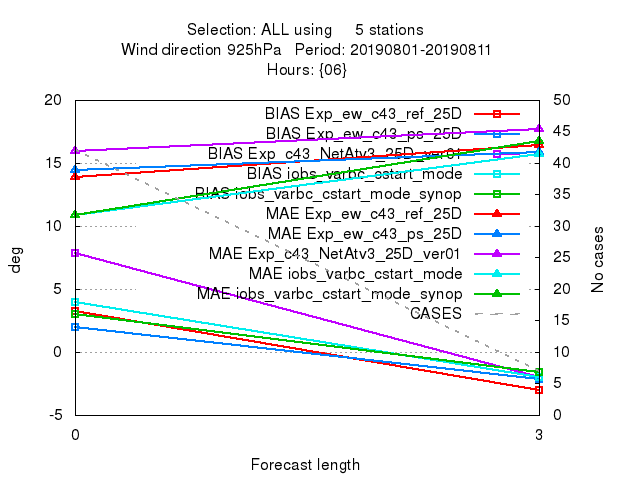 Selection: ALL using 5 stations
Wind direction 925hPa Period: 20190801-20190811
Hours: {06}
20
15
10
5
0
-5
deg
50
45
40
35
30
25
20
15
10
5
0
No cases
BIAS Exp_ew_c43_ref_25D
BIAS Exp_ew_c43_ps_25D
BIAS Exp_c43_NetAtv3_25D_ver01
BIAS iobs_varbc_cstart_mode
BIAS iobs_varbc_cstart_mode_synop
MAE Exp_ew_c43_ref_25D
MAE Exp_ew_c43_ps_25D
MAE Exp_c43_NetAtv3_25D_ver01
MAE iobs_varbc_cstart_mode
MAE iobs_varbc_cstart_mode_synop
CASES
0
3
Forecast length